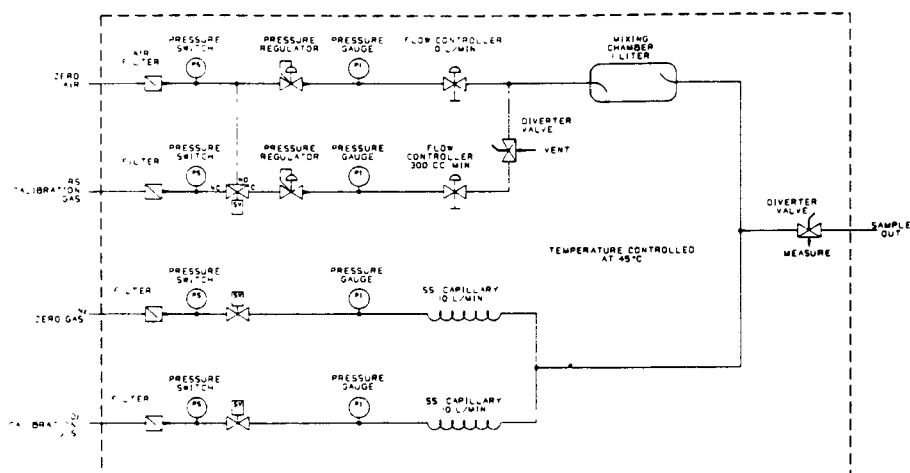 ZERO
AIR
AIR
FILTER
PRESSURE
SWITCH
PS
PRESSURE
REGULATOR
PRESSURE
GAUGE
PI
FLOW CONTROLLER
10 L/MIN
MIXING
CHAMBER
1 LITER
DIVERTER
VALVE
VENT
TRS
CALIBRATION
GAS
FILTER
PRESSURE
SWITCH
PS
NC
NO
C
SV
PRESSURE
REGULATOR
PRESSURE
GAUGE
PI
FLOW
CONTROLLER
300 CC MIN
DIVERTER
VALVE
MEASURE
SAMPLE
OUT
TEMPERATURE CONTROLLED
AT 45°C
N2
ZERO GAS
FILTER
PRESSURE
SWITCH
PS
SV
PRESSURE
GAUGE
PI
SS CAPILLARY
10 L/MIN
CALIBRATION
FILTER
PRESSURE
SWITCH
PS
SV
PRESSURE
GAUGE
PI
SS CAPILLARY
10 L/MIN